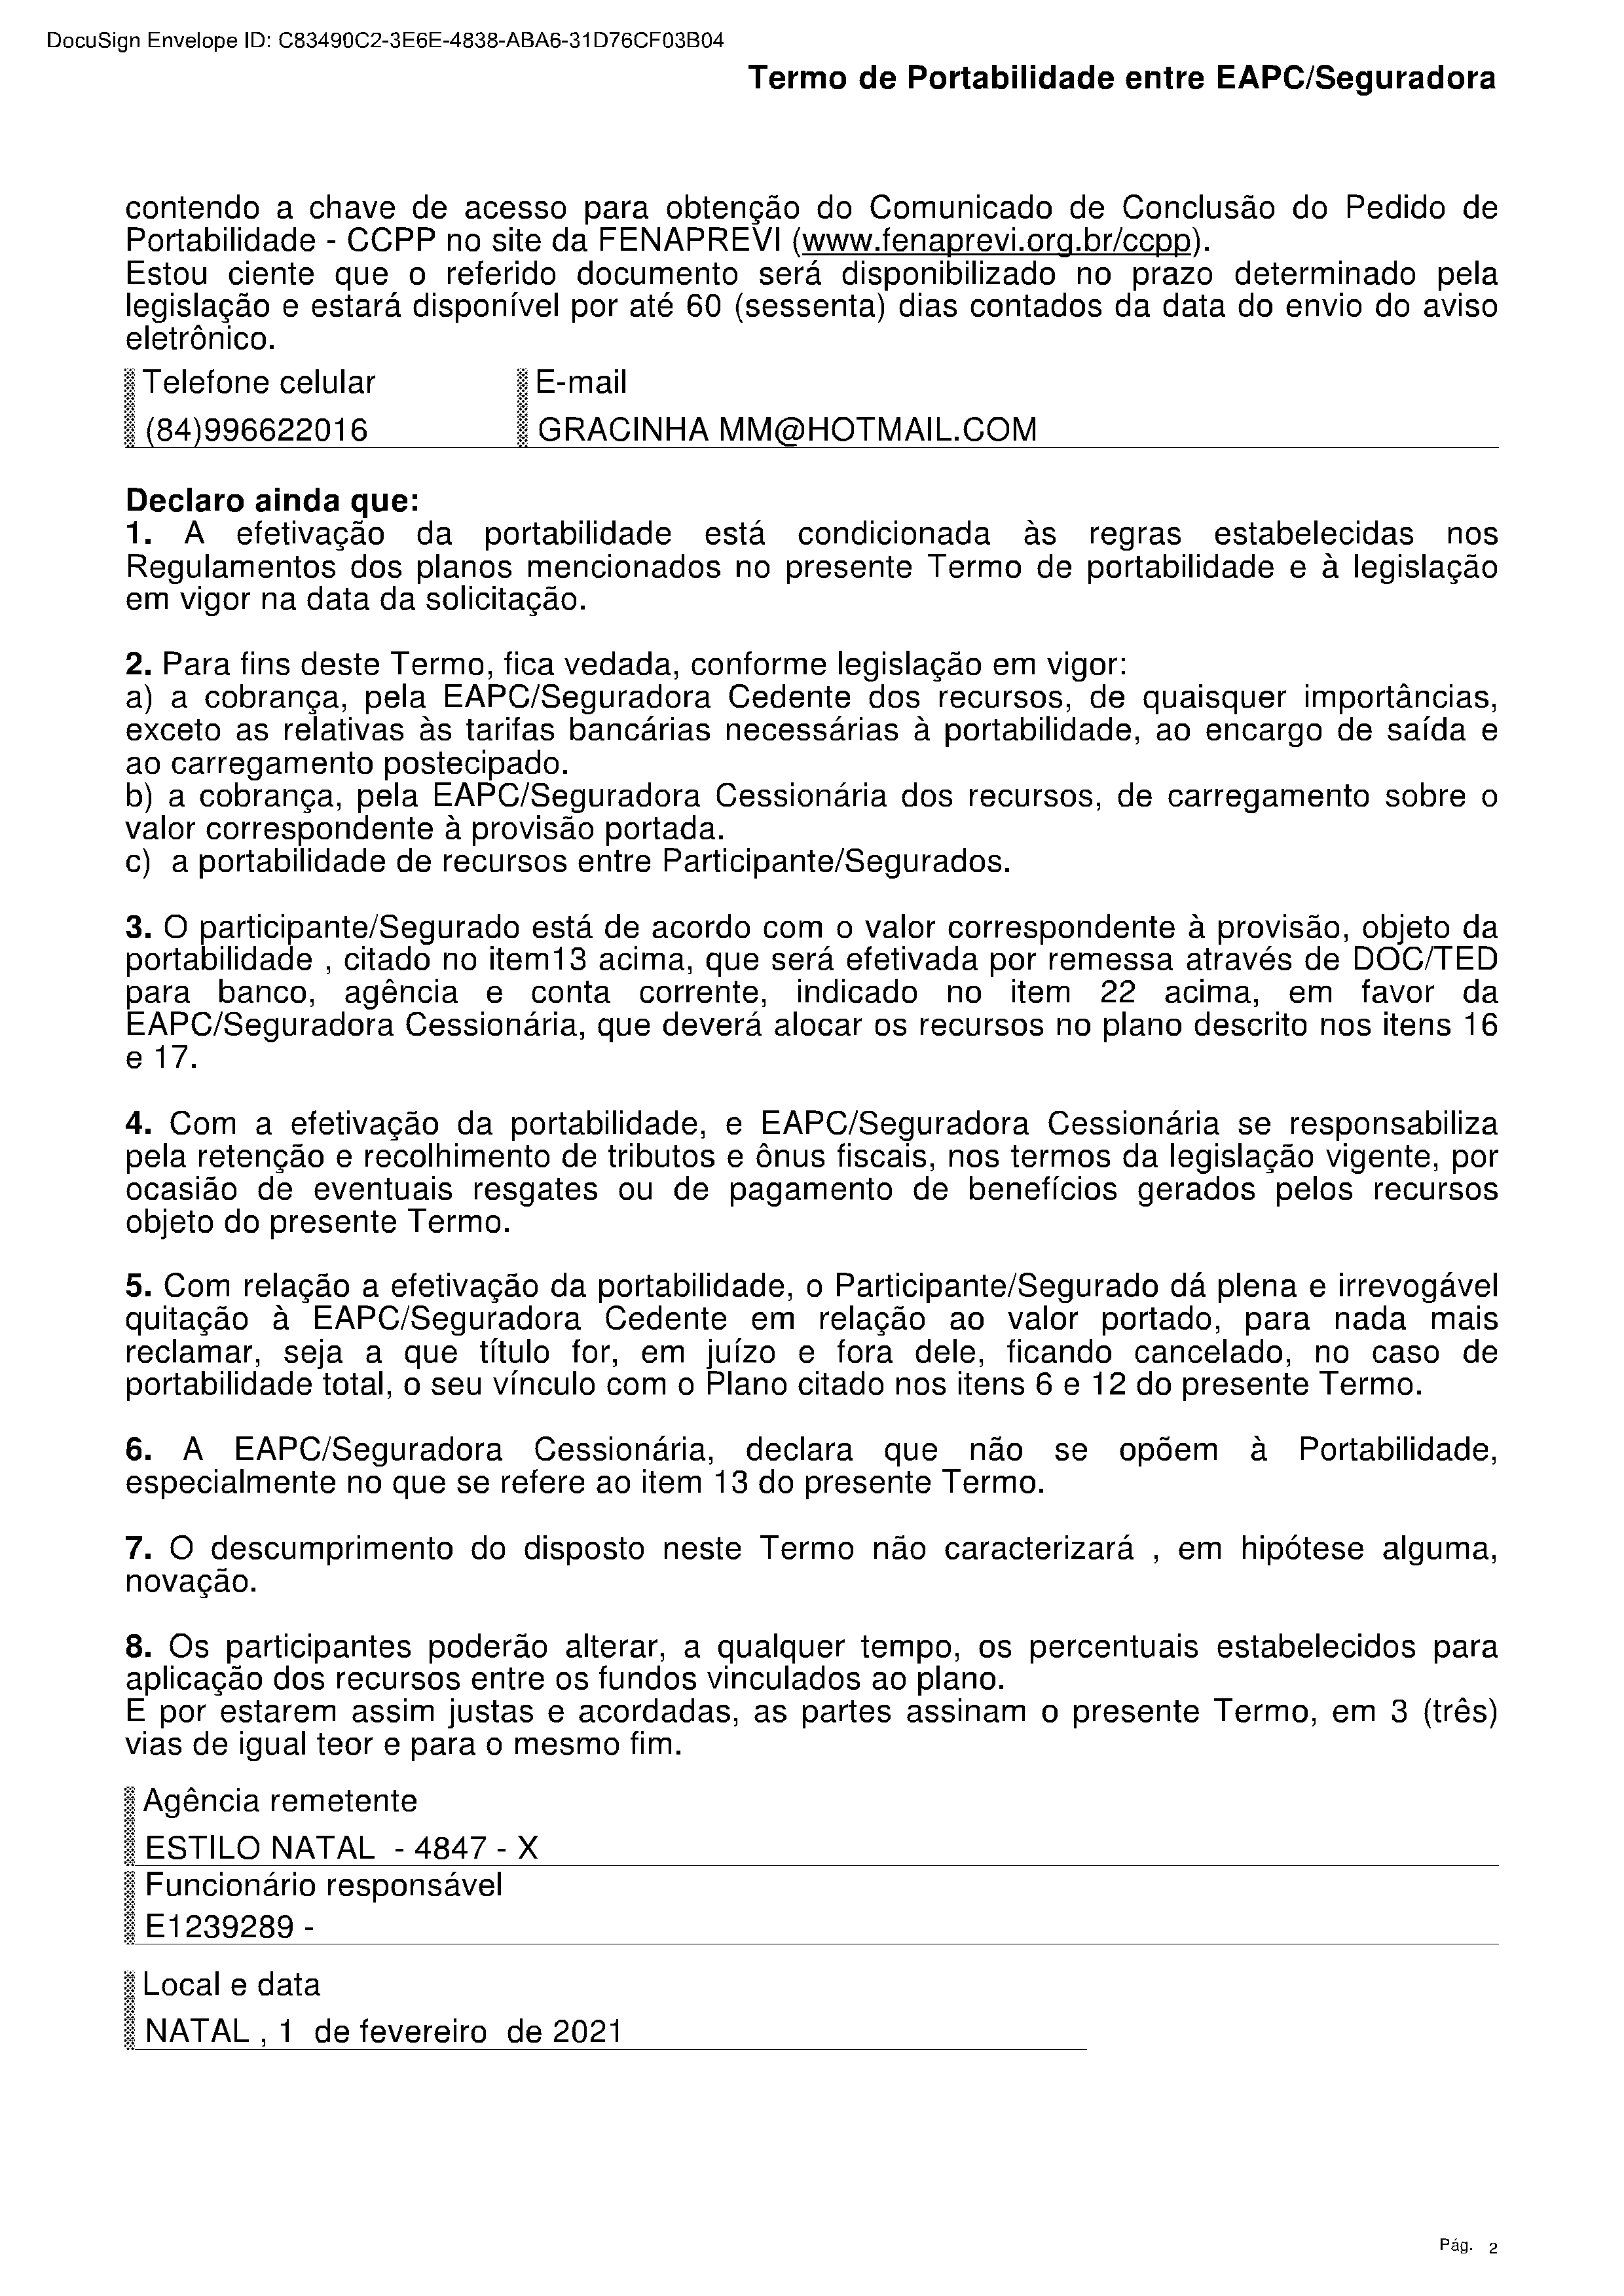 DocuSign Envelope ID: C83490C2-3E6E-4838-ABA6-31D76CF03B04
Termo de Portabilidade entre EAPC/Seguradora
contendo a chave de acesso para obtenção do Comunicado de Conclusão do Pedido de
Portabilidade - CCPP no site da FENAPREVI (www.fenaprevi.org.br/ccpp).
Estou ciente que o referido documento será disponibilizado no prazo determinado pela
legislação e estará disponível por até 60 (sessenta) dias contados da data do envio do aviso
eletrônico.
Telefone celular E-mail
(84)996622016 GRACINHA MM@HOTMAIL.COM
Declaro ainda que:
1. A efetivação da portabilidade está condicionada às regras estabelecidas nos
Regulamentos dos planos mencionados no presente Termo de portabilidade e à legislação
em vigor na data da solicitação.
2. Para fins deste Termo, fica vedada, conforme legislação em vigor:
a) a cobrança, pela EAPC/Seguradora Cedente dos recursos, de quaisquer importâncias,
exceto as relativas às tarifas bancárias necessárias à portabilidade, ao encargo de saída e
ao carregamento postecipado.
b) a cobrança, pela EAPC/Seguradora Cessionária dos recursos, de carregamento sobre o
valor correspondente à provisão portada.
c) a portabilidade de recursos entre Participante/Segurados.
3. O participante/Segurado está de acordo com o valor correspondente à provisão, objeto da
portabilidade , citado no item13 acima, que será efetivada por remessa através de DOC/TED
para banco, agência e conta corrente, indicado no item 22 acima, em favor da
EAPC/Seguradora Cessionária, que deverá alocar os recursos no plano descrito nos itens 16
e 17.
4. Com a efetivação da portabilidade, e EAPC/Seguradora Cessionária se responsabiliza
pela retenção e recolhimento de tributos e ônus fiscais, nos termos da legislação vigente, por
ocasião de eventuais resgates ou de pagamento de benefícios gerados pelos recursos
objeto do presente Termo.
5. Com relação a efetivação da portabilidade, o Participante/Segurado dá plena e irrevogável
quitação à EAPC/Seguradora Cedente em relação ao valor portado, para nada mais
reclamar, seja a que título for, em juízo e fora dele, ficando cancelado, no caso de
portabilidade total, o seu vínculo com o Plano citado nos itens 6 e 12 do presente Termo.
6. A EAPC/Seguradora Cessionária, declara que não se opõem à Portabilidade,
especialmente no que se refere ao item 13 do presente Termo.
7. O descumprimento do disposto neste Termo não caracterizará , em hipótese alguma,
novação.
8. Os participantes poderão alterar, a qualquer tempo, os percentuais estabelecidos para
aplicação dos recursos entre os fundos vinculados ao plano.
E por estarem assim justas e acordadas, as partes assinam o presente Termo, em 3 (três)
vias de igual teor e para o mesmo fim.
Agência remetente
ESTILO NATAL - 4847 - X
Funcionário responsável
E1239289 -
Local e data
NATAL , 1 de fevereiro de 2021
Pág. 2